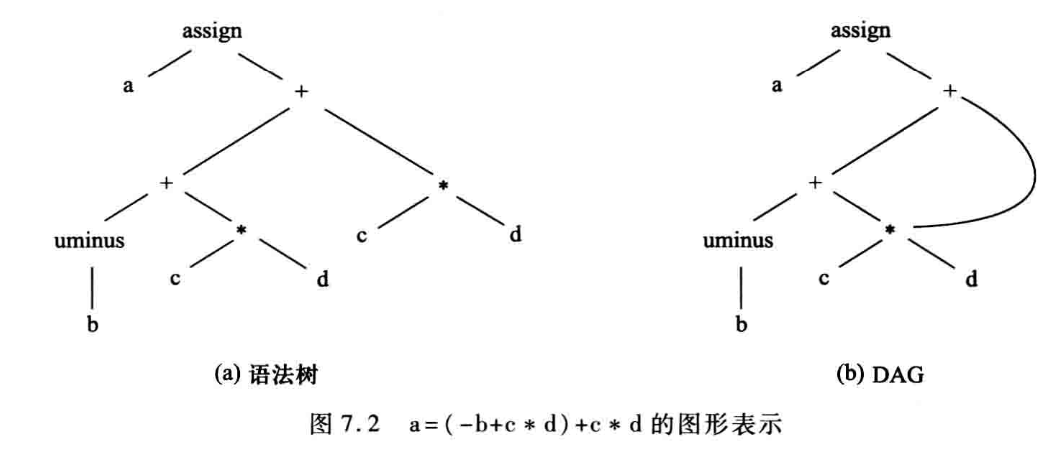 assign assign
a + a +
+ * +
uminus * c d uminus *
c d c d
b b
(a) 语法树 (b) DAG
图 7.2 a=(-b+c * d)+c * d 的图形表示